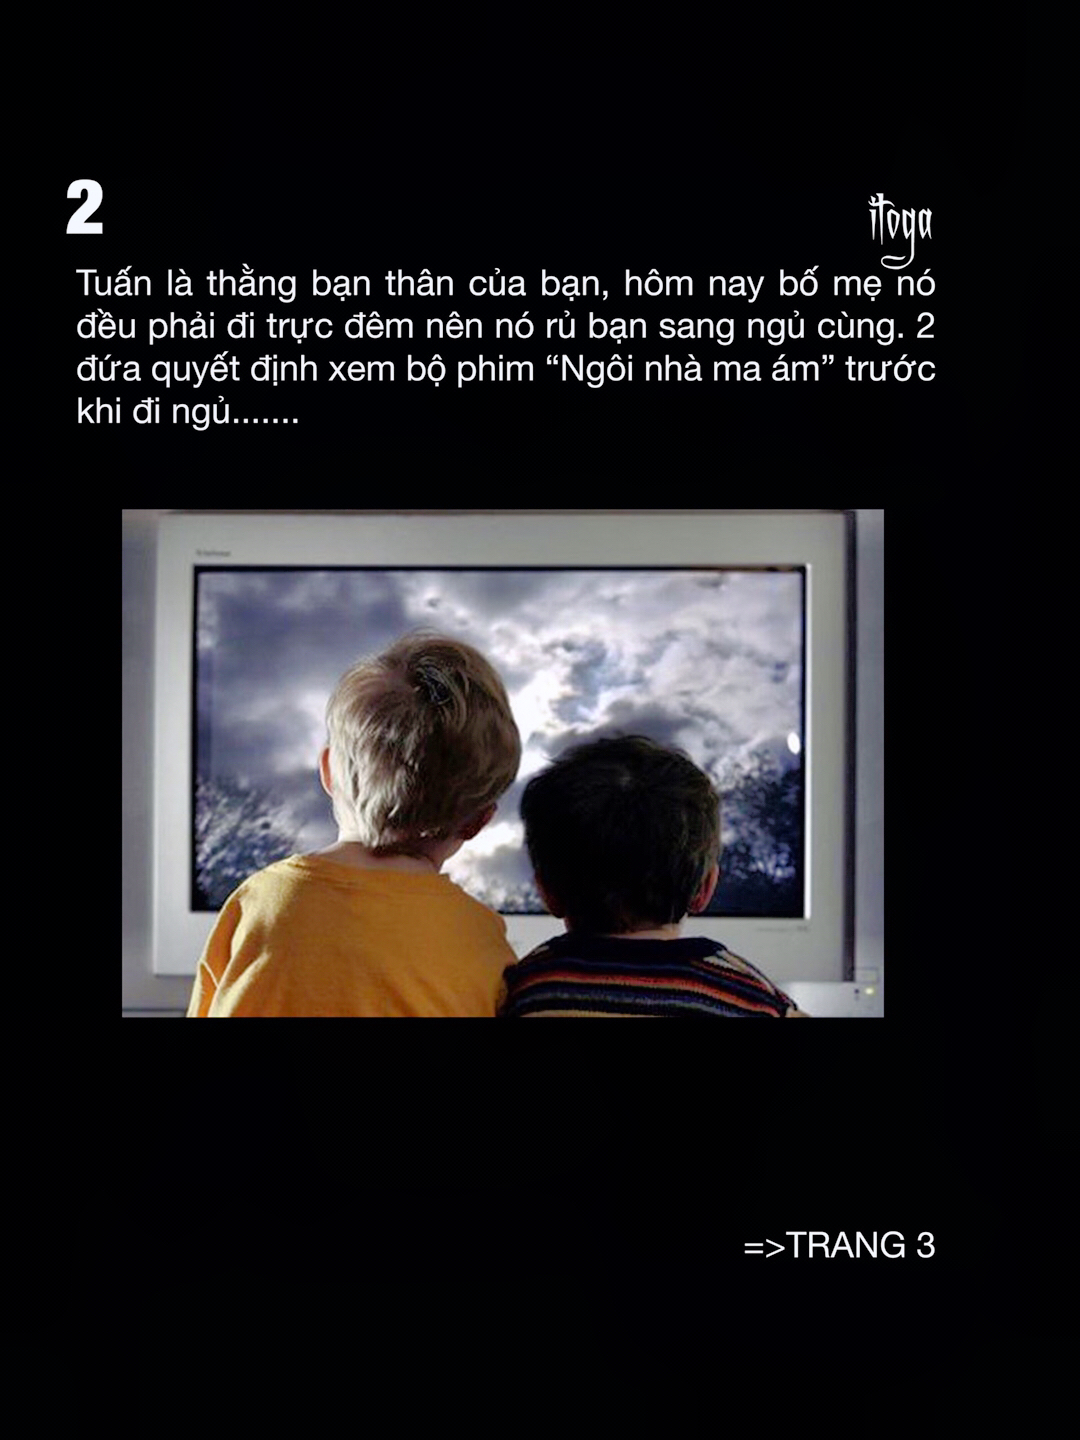 2
itoga
Tuấn là thằng bạn thân của bạn, hôm nay bố mẹ nó
đều phải đi trực đêm nên nó rủ bạn sang ngủ cùng. 2
đứa quyết định xem bộ phim “Ngôi nhà ma ám” trước
khi đi ngủ.......
=>TRANG 3